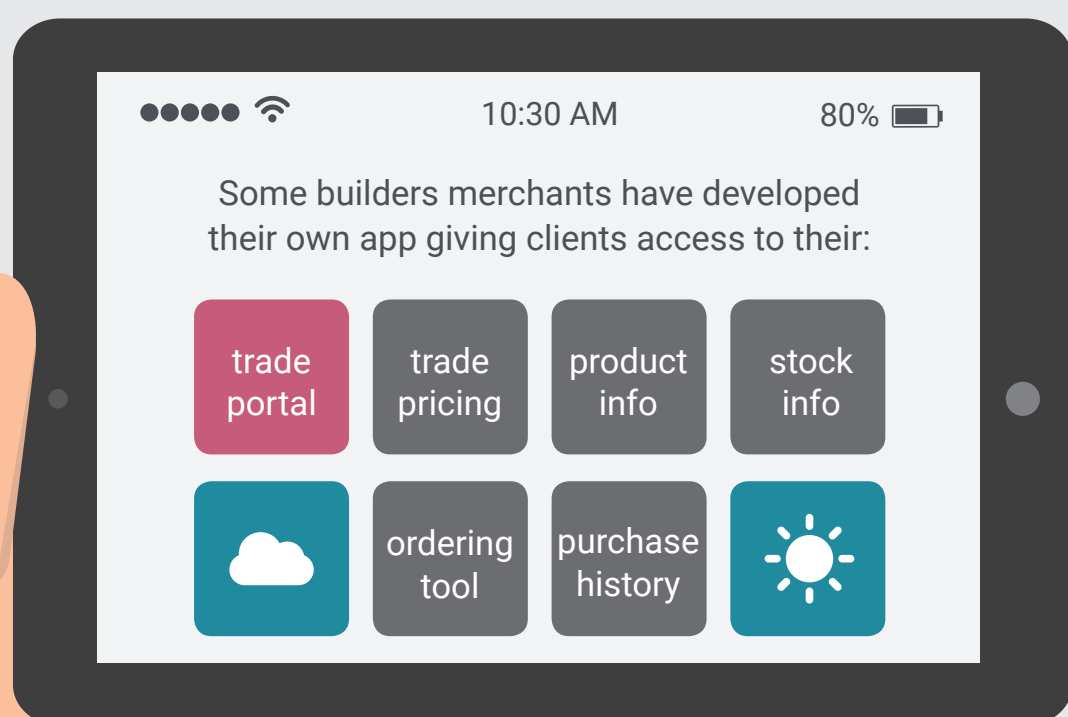 10:30 AM
80%
Some builders merchants have developed
their own app giving clients access to their:
trade
portal
trade
pricing
product
info
stock
info
ordering
tool
purchase
history